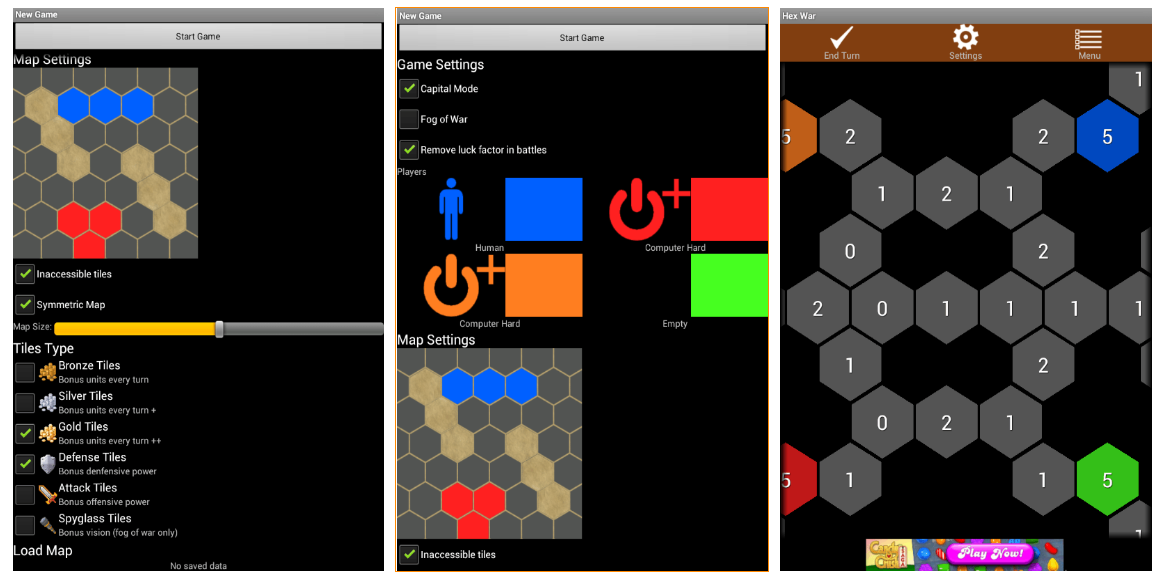 New Game
Start Game
Map Settings
Inaccessible tiles
Symmetric Map
Map Size:
Tiles Type
Bronze Tiles
Bonus units every turn
Silver Tiles
Bonus units every turn +
Gold Tiles
Bonus units every turn ++
Defense Tiles
Bonus denfensive power
Attack Tiles
Bonus offensive power
Spyglass Tiles
Bonus vision (fog of war only)
Load Map
No saved data
New Game
Start Game
Game Settings
Capital Mode
Fog of War
Remove luck factor in battles
Players
Human
Computer Hard
Computer Hard
Empty
Map Settings
Inaccessible tiles
Hex War
End Turn
Settings
Menu
1
5 2 2 5
1 2 1
0 2
2 0 1 1 1 1
1 2
0 2 1
5 1 1 5
1
Candy Crush
Play Now!